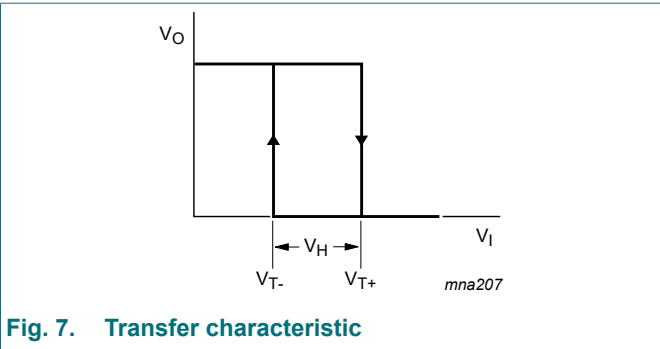 VO
VH
VI
VT-
VT+
mna207
Fig. 7. Transfer characteristic